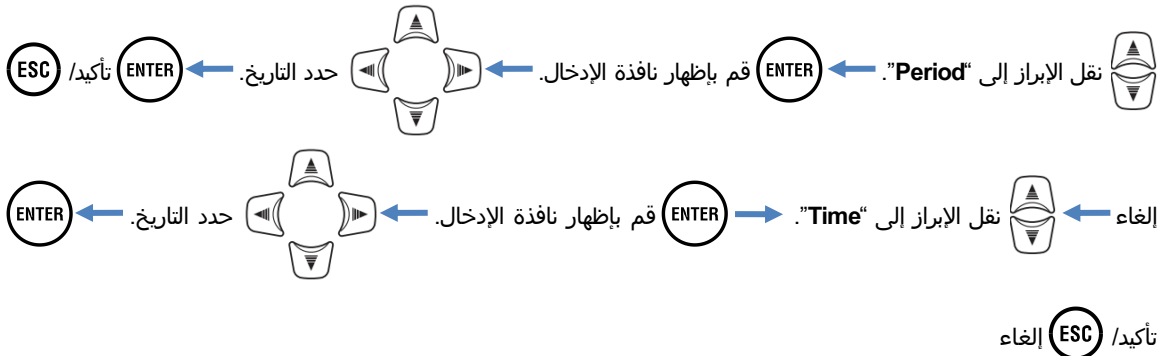 نقل الإبراز إلى “Period”. ENTER قم بإظهار نافذة الإدخال. حدد التاريخ. ENTER تأكيد/ ESC
إلغاء نقل الإبراز إلى “Time”. ENTER قم بإظهار نافذة الإدخال. حدد التاريخ. ENTER
تأكيد/ ESC إلغاء